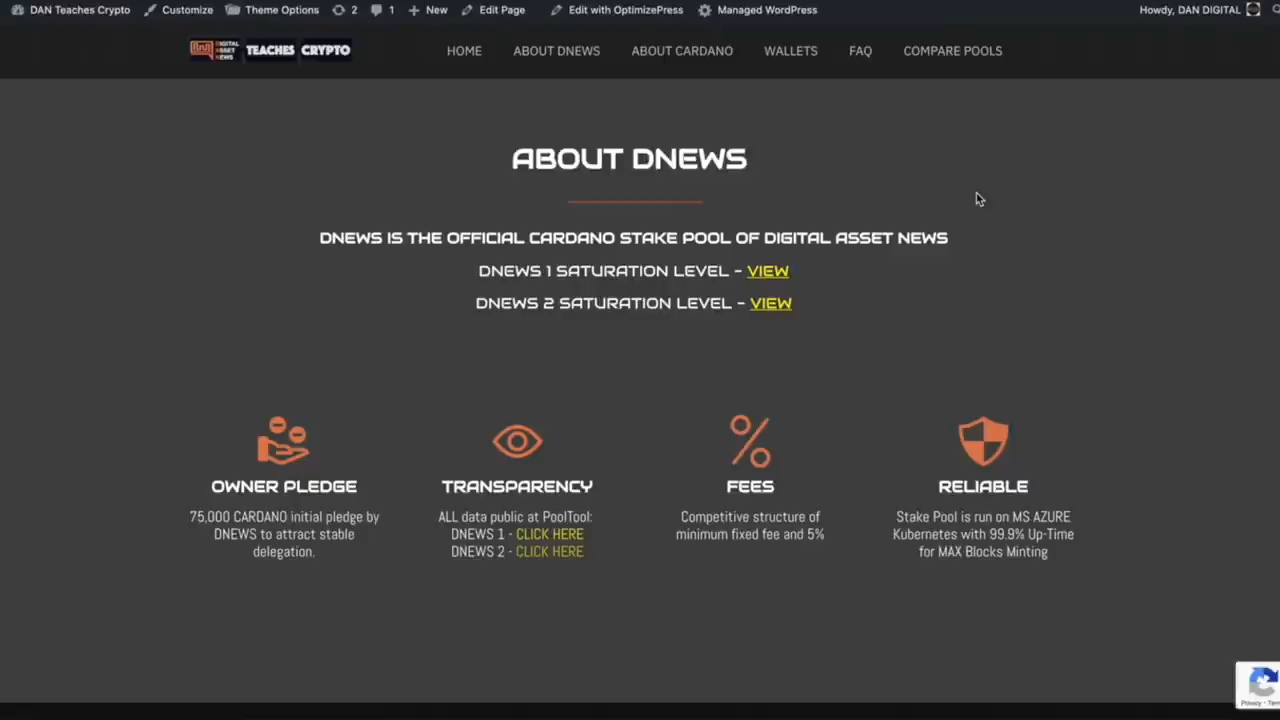 DAN Teaches Crypto Customize Theme Options 2 1 New Edit Page Edit with OptimizePress Managed WordPress Howdy, DAN DIGITAL
DIGITAL ASSET NEWS TEACHES CRYPTO
HOME ABOUT DNEWS ABOUT CARDANO WALLETS FAQ COMPARE POOLS
ABOUT DNEWS
DNEWS IS THE OFFICIAL CARDANO STAKE POOL OF DIGITAL ASSET NEWS
DNEWS 1 SATURATION LEVEL - VIEW
DNEWS 2 SATURATION LEVEL - VIEW
OWNER PLEDGE
75,000 CARDANO initial pledge by
DNEWS to attract stable
delegation.
TRANSPARENCY
ALL data public at PoolTool:
DNEWS 1 - CLICK HERE
DNEWS 2 - CLICK HERE
FEES
Competitive structure of
minimum fixed fee and 5%
RELIABLE
Stake Pool is run on MS AZURE
Kubernetes with 99.9% Up-Time
for MAX Blocks Minting
Privacy -